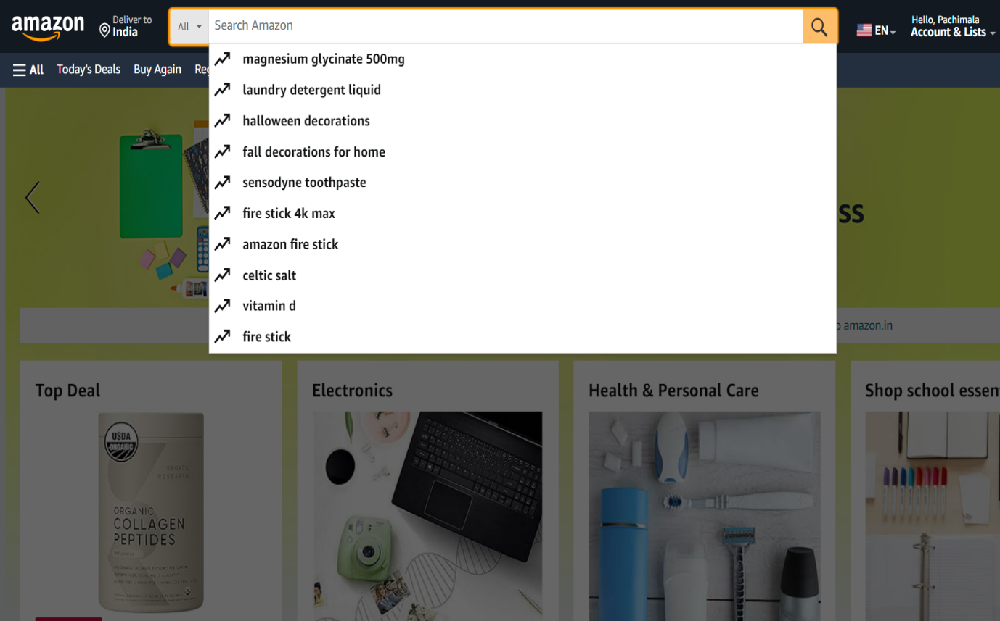 amazon
Deliver to
India
All
Search Amazon
EN
Hello, Pachimala
Account & Lists
All
Today's Deals
Buy Again
magnesium glycinate 500mg
laundry detergent liquid
halloween decorations
fall decorations for home
sensodyne toothpaste
fire stick 4k max
amazon fire stick
celtic salt
vitamin d
fire stick
ss
amazon.in
Top Deal
Electronics
Health & Personal Care
Shop school essen
USDA
ORGANIC
SPORTS
RESEARCH
ORGANIC
COLLAGEN
PEPTIDES